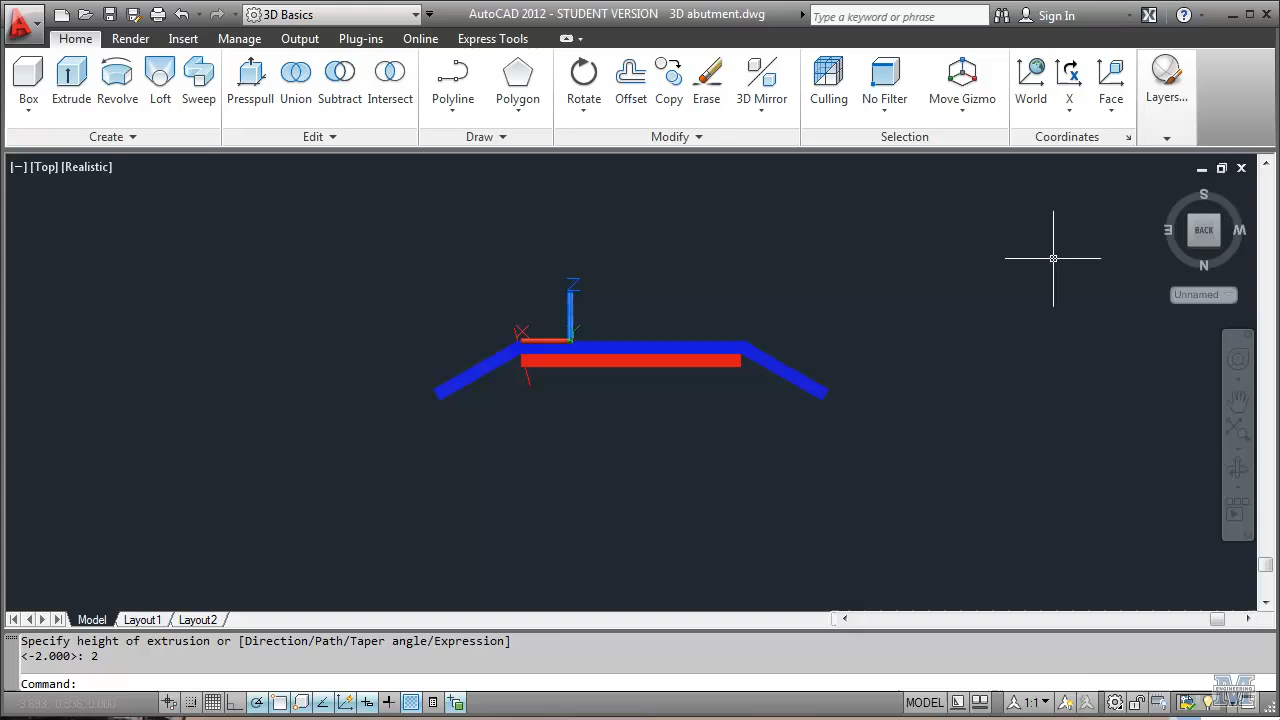 3D Basics
AutoCAD 2012 - STUDENT VERSION 3D abutment.dwg
Type a keyword or phrase
Sign In
Home Render Insert Manage Output Plug-ins Online Express Tools
Box Extrude Revolve Loft Sweep Presspull Union Subtract Intersect Polyline Polygon Rotate Offset Copy Erase 3D Mirror Culling No Filter Move Gizmo World X Face Layers...
Create Edit Draw Modify Selection Coordinates
[−] [Top] [Realistic]
S
E BACK W
N
Unnamed
Z
X
Model Layout1 Layout2
Specify height of extrusion or [Direction/Path/Taper angle/Expression]
<-2.000>: 2
Command:
MODEL 1:1
ENGINEERING